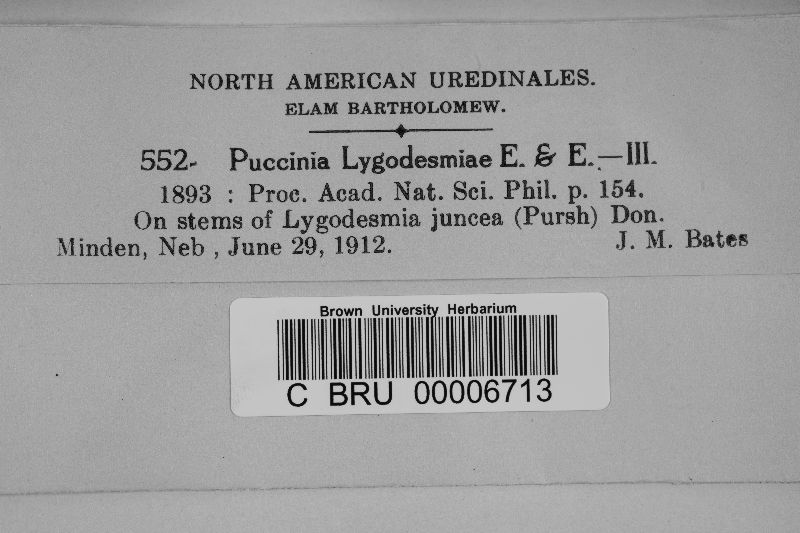 NORTH AMERICAN UREDINALES.
ELAM BARTHOLOMEW.
552- Puccinia Lygodesmiae E. & E.—III.
1893 : Proc. Acad. Nat. Sci. Phil. p. 154.
On stems of Lygodesmia juncea (Pursh) Don.
Minden, Neb , June 29, 1912. J. M. Bates
Brown University Herbarium
C BRU 00006713